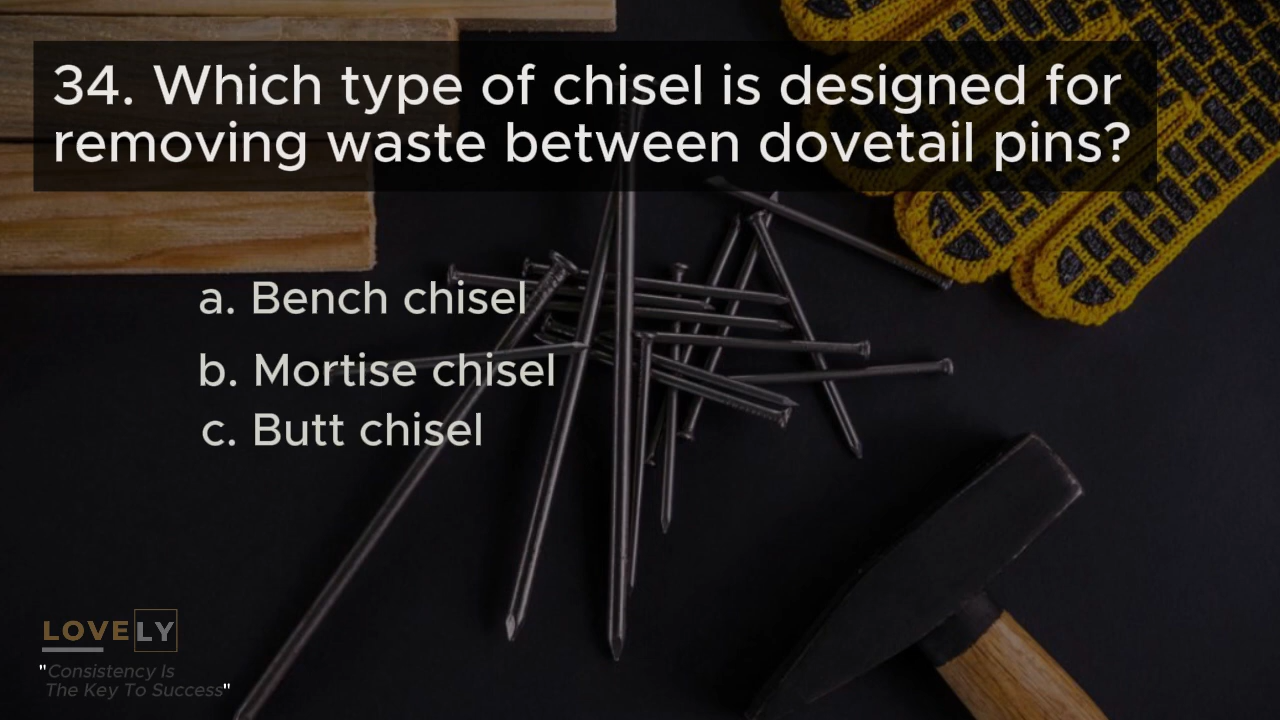 34. Which type of chisel is designed for
removing waste between dovetail pins?
a. Bench chisel
b. Mortise chisel
c. Butt chisel
LOVELY
"Consistency Is
The Key To Success"